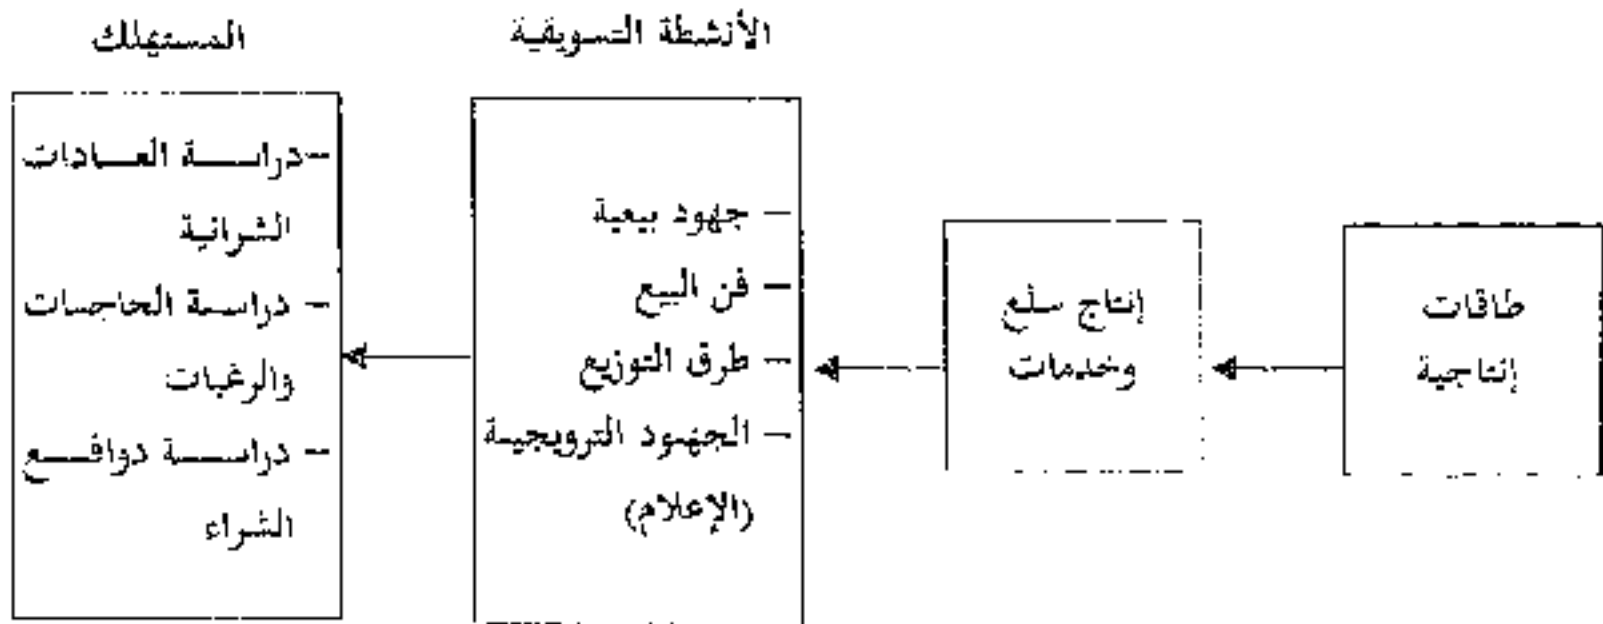 طاقات
إنتاجية
إنتاج سلع
وخدمات
الأنشطة التسويقية
– جهود بيعية
– فن البيع
– طرق التوزيع
– الجهود الترويجية
(الإعلام)
المستهلك
– دراسة العادات
الشرائية
– دراسة الحاجات
والرغبات
– دراسة دوافع
الشراء